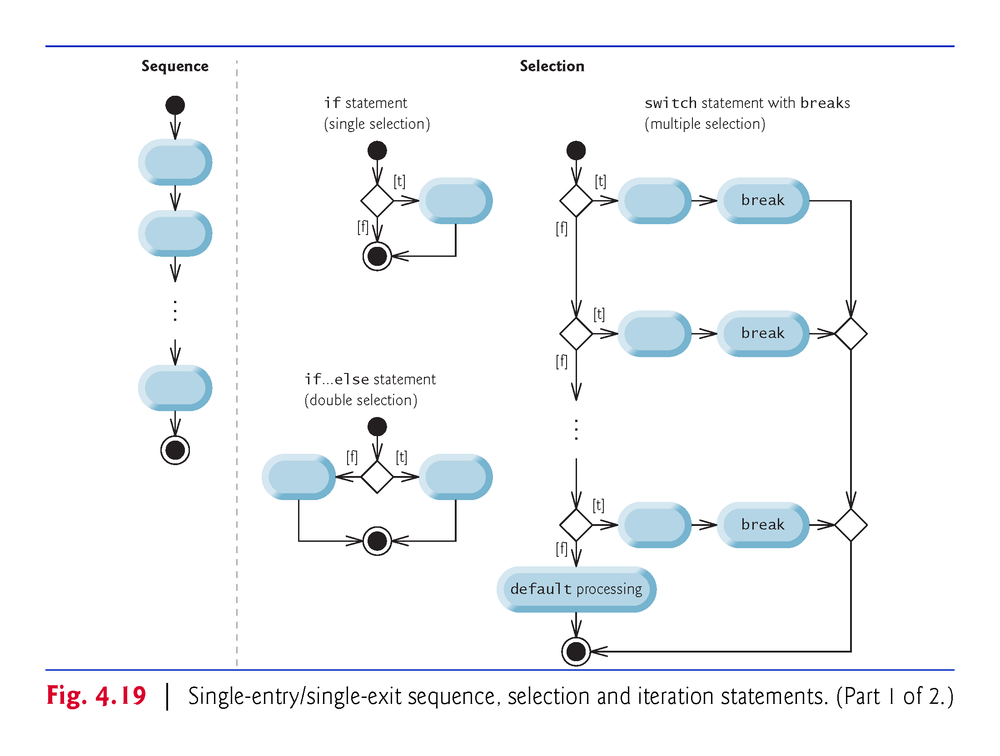 Sequence
Selection
if statement
(single selection)
switch statement with breaks
(multiple selection)
[t]
[f]
[t]
break
[f]
[t]
break
[f]
if...else statement
(double selection)
[f]
[t]
[t]
break
[f]
default processing
Fig. 4.19 | Single-entry/single-exit sequence, selection and iteration statements. (Part 1 of 2.)